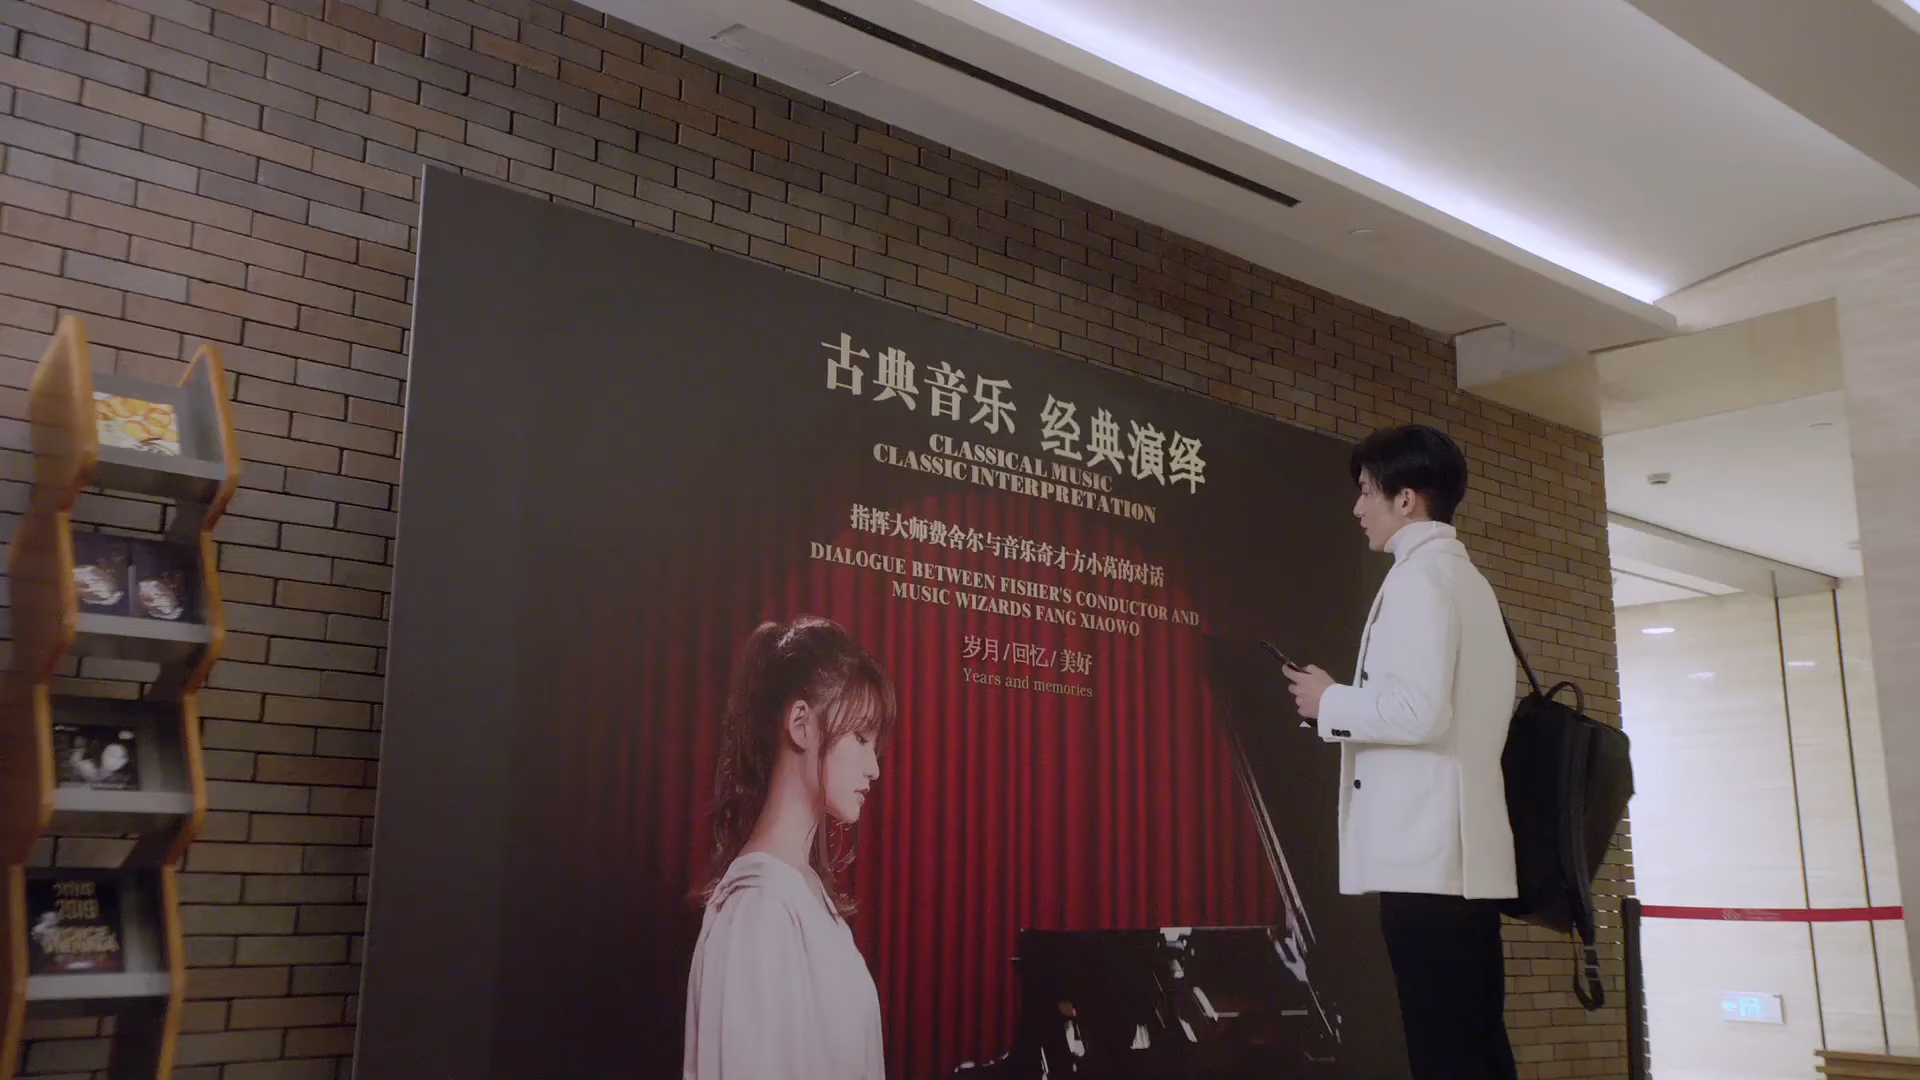 古典音乐 经典演绎
CLASSICAL MUSIC
CLASSIC INTERPRETATION
指挥大师费舍尔与音乐奇才方小莴的对话
DIALOGUE BETWEEN FISHER'S CONDUCTOR AND
MUSIC WIZARDS FANG XIAOWO
岁月/回忆/美好
Years and memories
2019